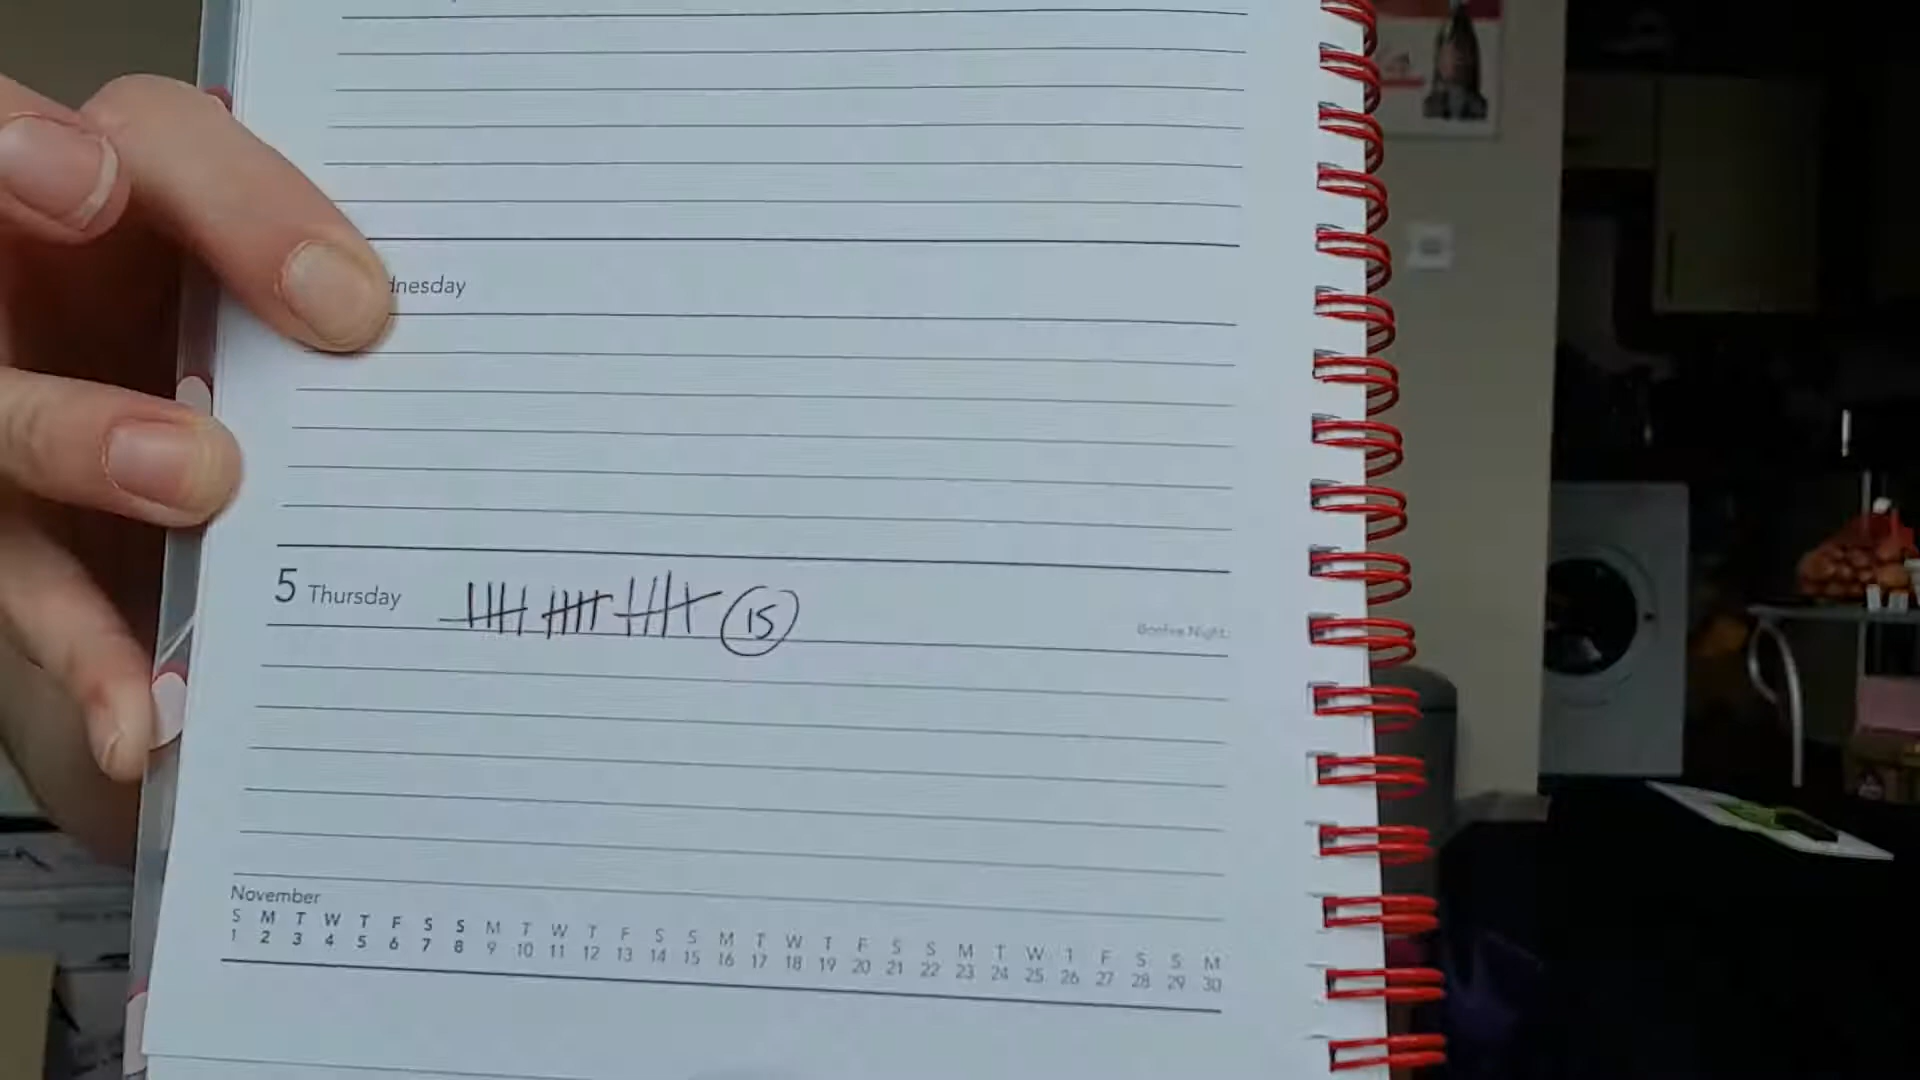 dnesday
5 Thursday 15
Bonfire Night
November
S M T W T F S S M T W T F S S M T W T F S S M T W T F S S M
1 2 3 4 5 6 7 8 9 10 11 12 13 14 15 16 17 18 19 20 21 22 23 24 25 26 27 28 29 30